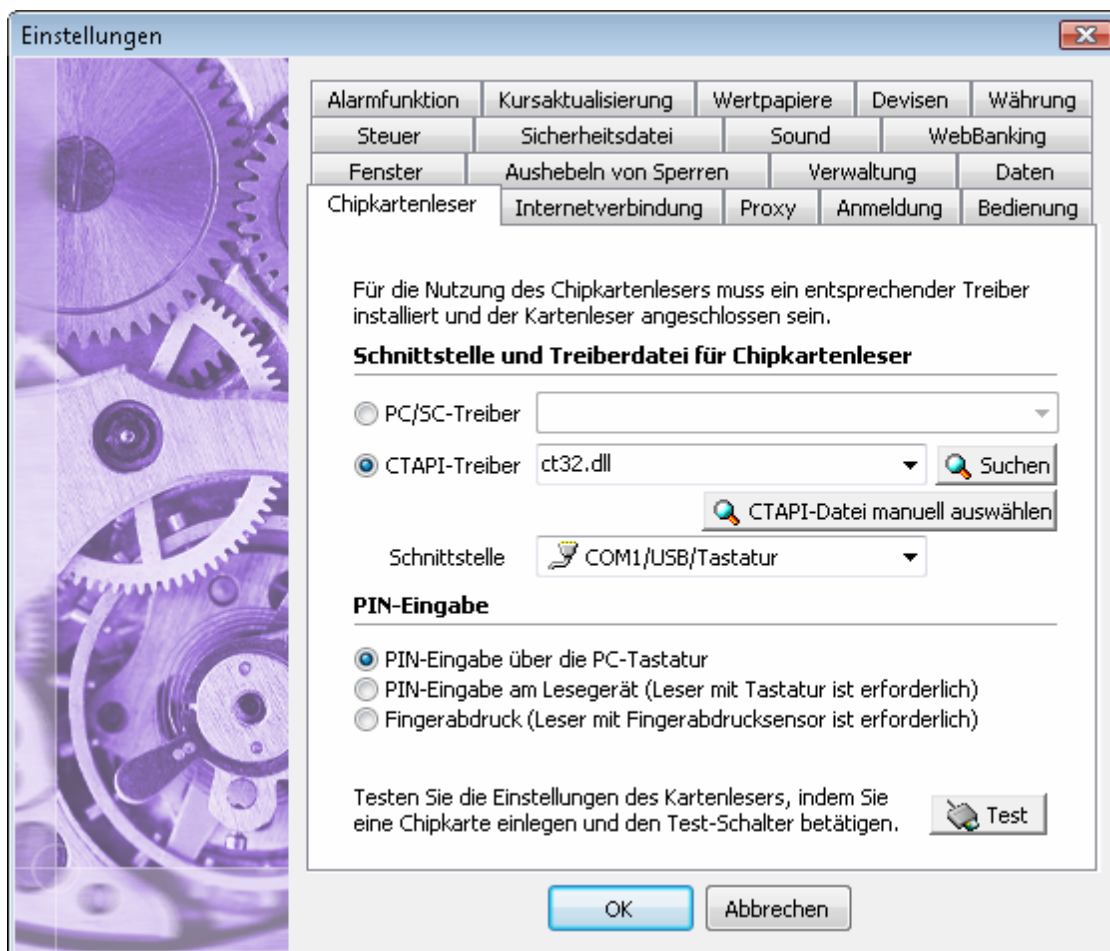 Einstellungen
Alarmfunktion Kursaktualisierung Wertpapiere Devisen Währung
Steuer Sicherheitsdatei Sound WebBanking
Fenster Aushebeln von Sperren Verwaltung Daten
Chipkartenleser Internetverbindung Proxy Anmeldung Bedienung
Für die Nutzung des Chipkartenlesers muss ein entsprechender Treiber
installiert und der Kartenleser angeschlossen sein.
Schnittstelle und Treiberdatei für Chipkartenleser
PC/SC-Treiber
CTAPI-Treiber ct32.dll Suchen
CTAPI-Datei manuell auswählen
Schnittstelle COM1/USB/Tastatur
PIN-Eingabe
PIN-Eingabe über die PC-Tastatur
PIN-Eingabe am Lesegerät (Leser mit Tastatur ist erforderlich)
Fingerabdruck (Leser mit Fingerabdrucksensor ist erforderlich)
Testen Sie die Einstellungen des Kartenlesers, indem Sie
eine Chipkarte einlegen und den Test-Schalter betätigen.
Test
OK Abbrechen